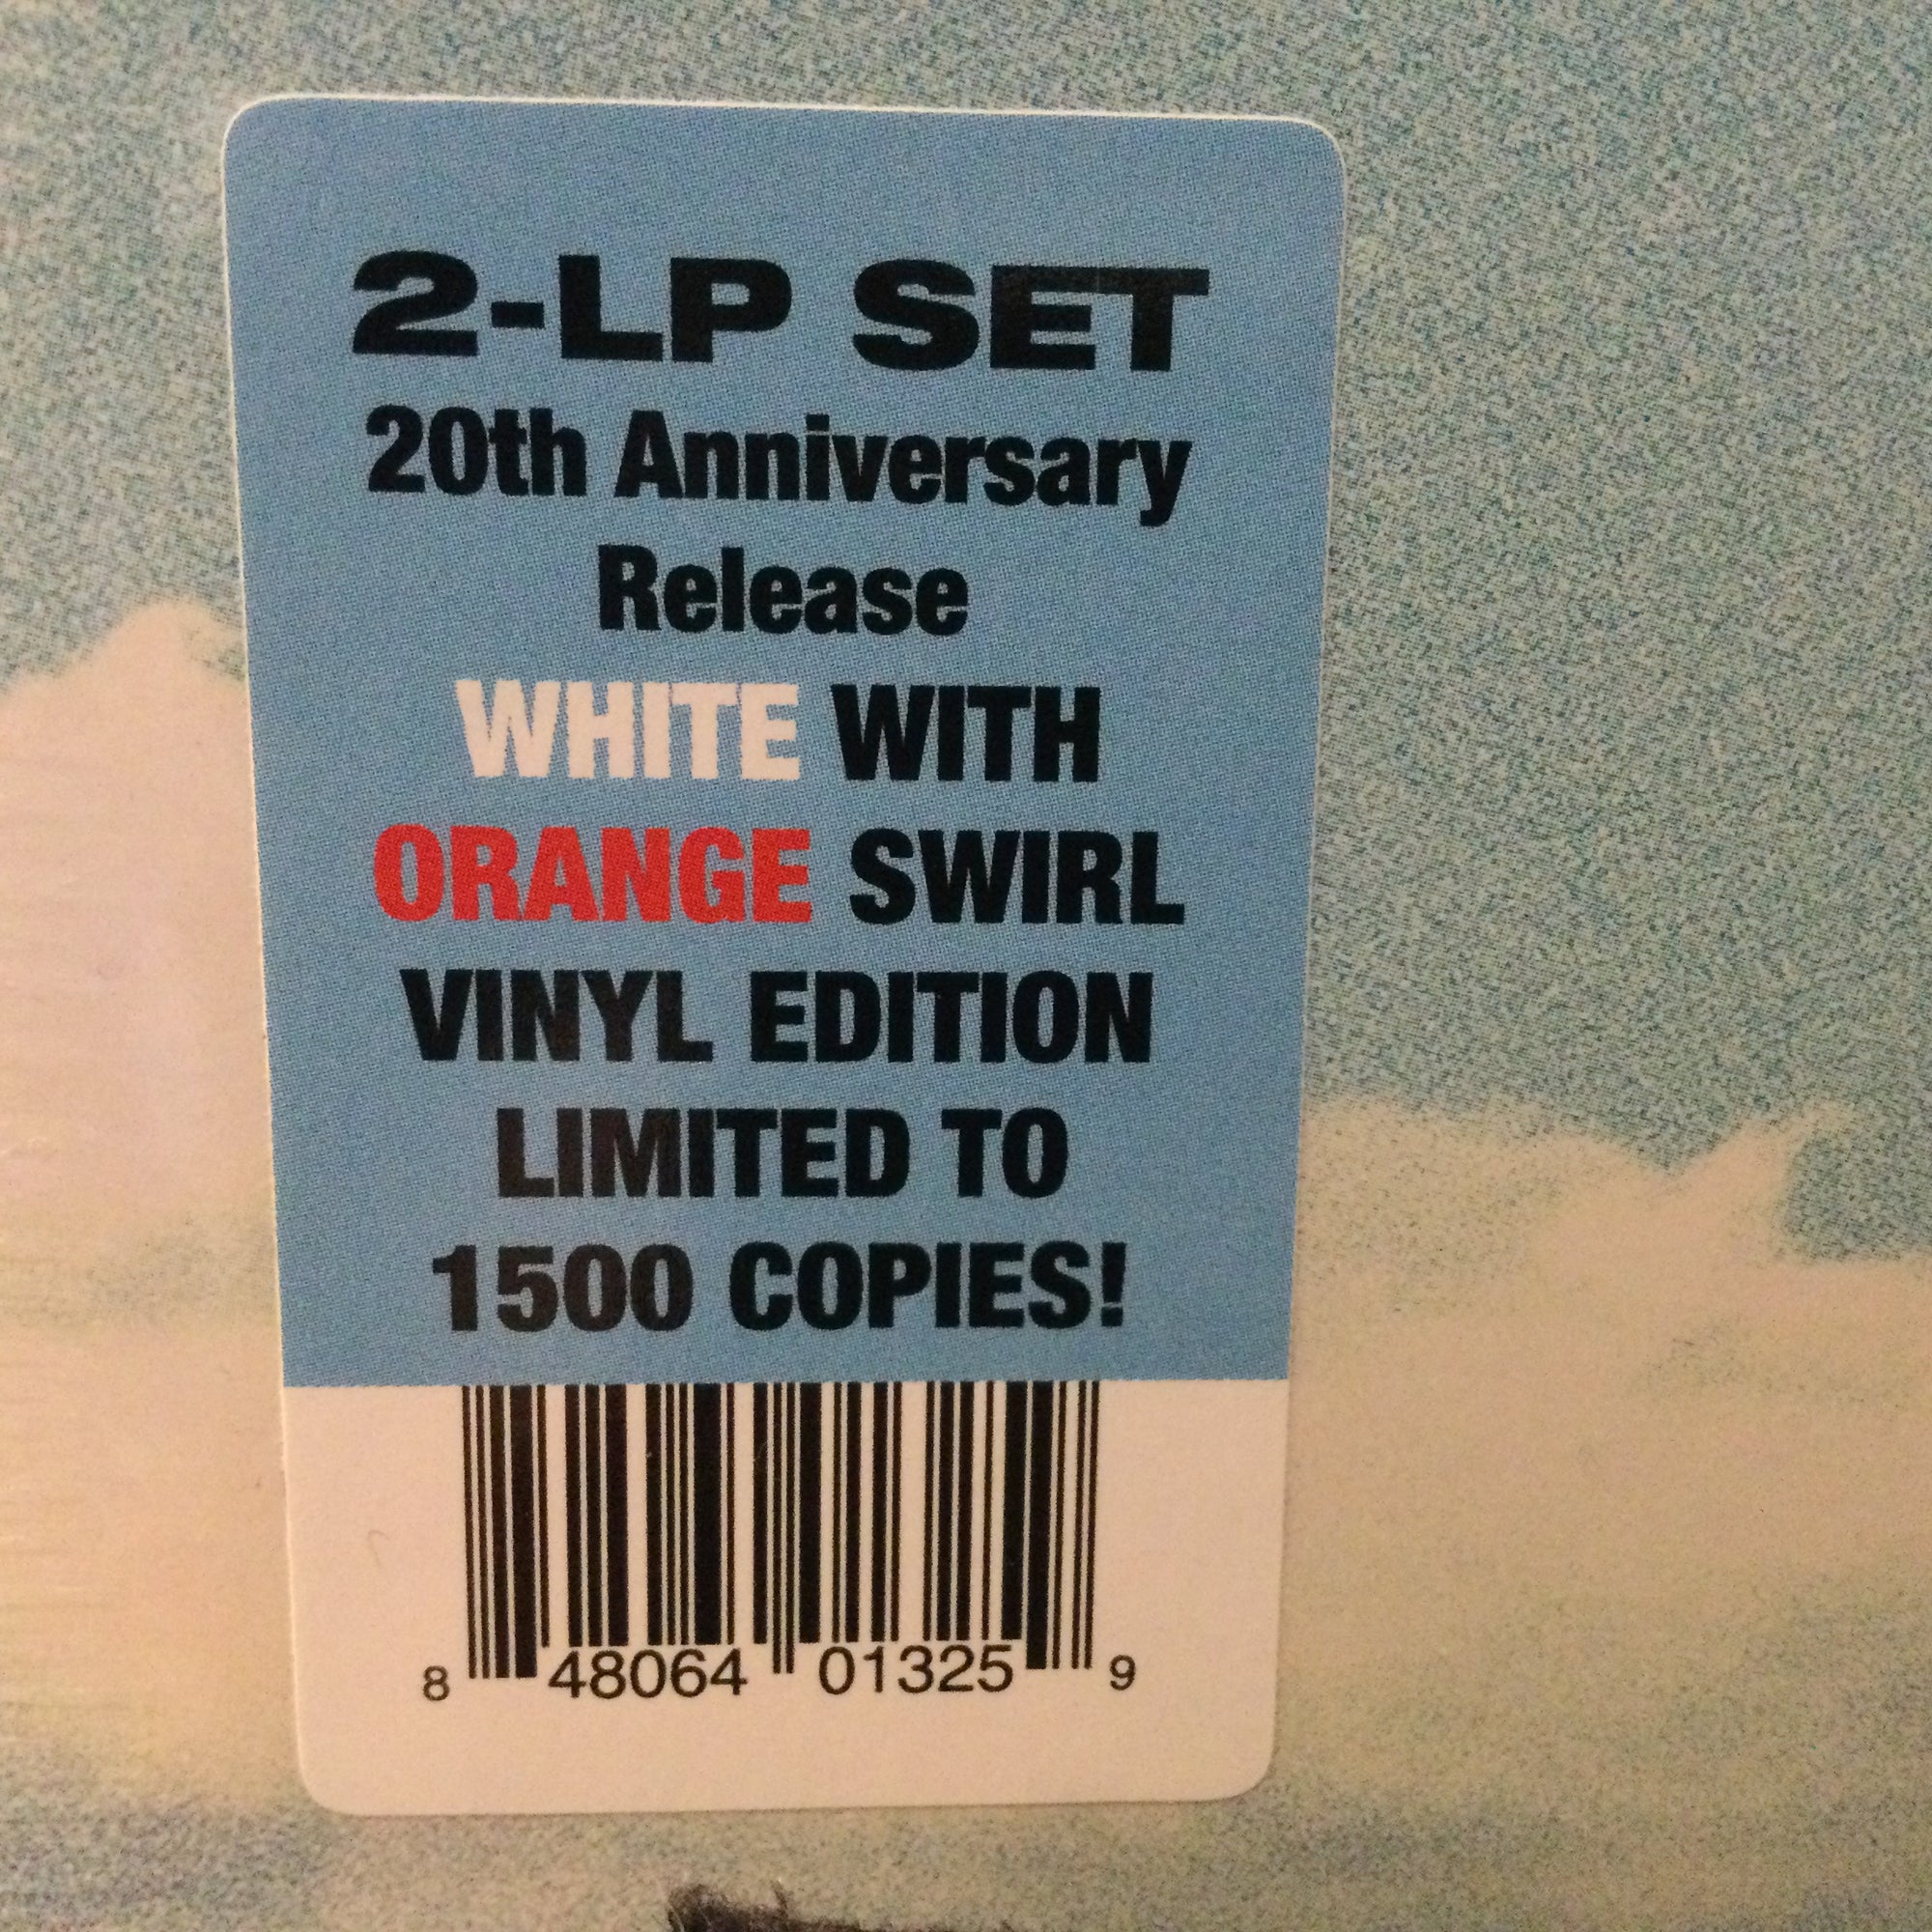 2-LP SET
20th Anniversary
Release
WHITE WITH
ORANGE SWIRL
VINYL EDITION
LIMITED TO
1500 COPIES!
8 48064 01325 9